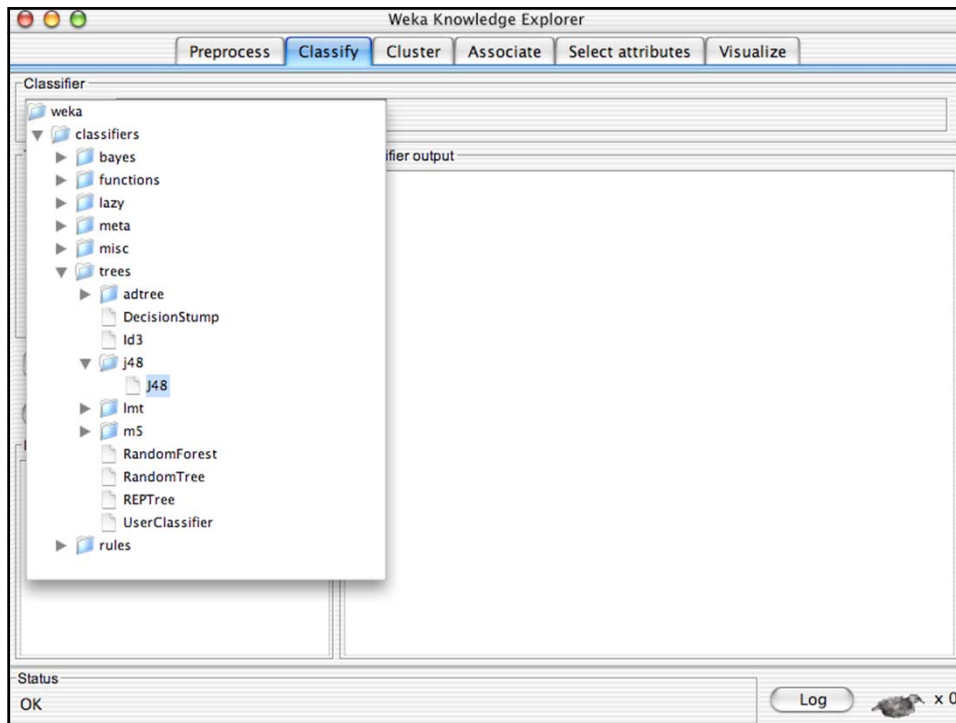 Weka Knowledge Explorer
Preprocess Classify Cluster Associate Select attributes Visualize
Classifier
weka
classifiers
bayes
ifier output
functions
lazy
meta
misc
trees
adtree
DecisionStump
Id3
j48
J48
lmt
m5
RandomForest
RandomTree
REPTree
UserClassifier
rules
Status
OK
Log
x 0